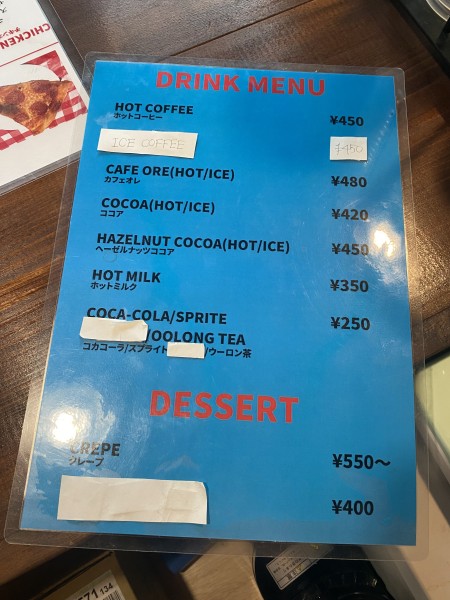 CHICKEN
DRINK MENU
HOT COFFEE
ホットコーヒー
¥450
ICE COFFEE
¥450
CAFE ORE(HOT/ICE)
カフェオレ
¥480
COCOA(HOT/ICE)
ココア
¥420
HAZELNUT COCOA(HOT/ICE)
ヘーゼルナッツココア
¥450
HOT MILK
ホットミルク
¥350
COCA-COLA/SPRITE
¥250
/OOLONG TEA
コカコーラ/スプライト /ウーロン茶
DESSERT
CREPE
クレープ
¥550〜
¥400
571 134